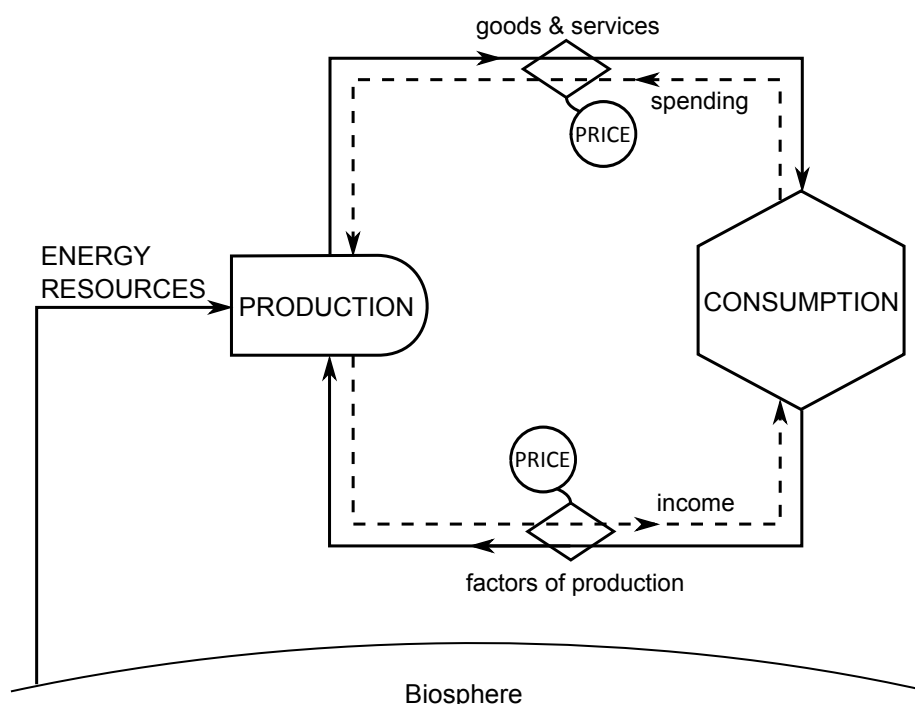 goods & services
spending
PRICE
ENERGY
RESOURCES
PRODUCTION
CONSUMPTION
PRICE
income
factors of production
Biosphere